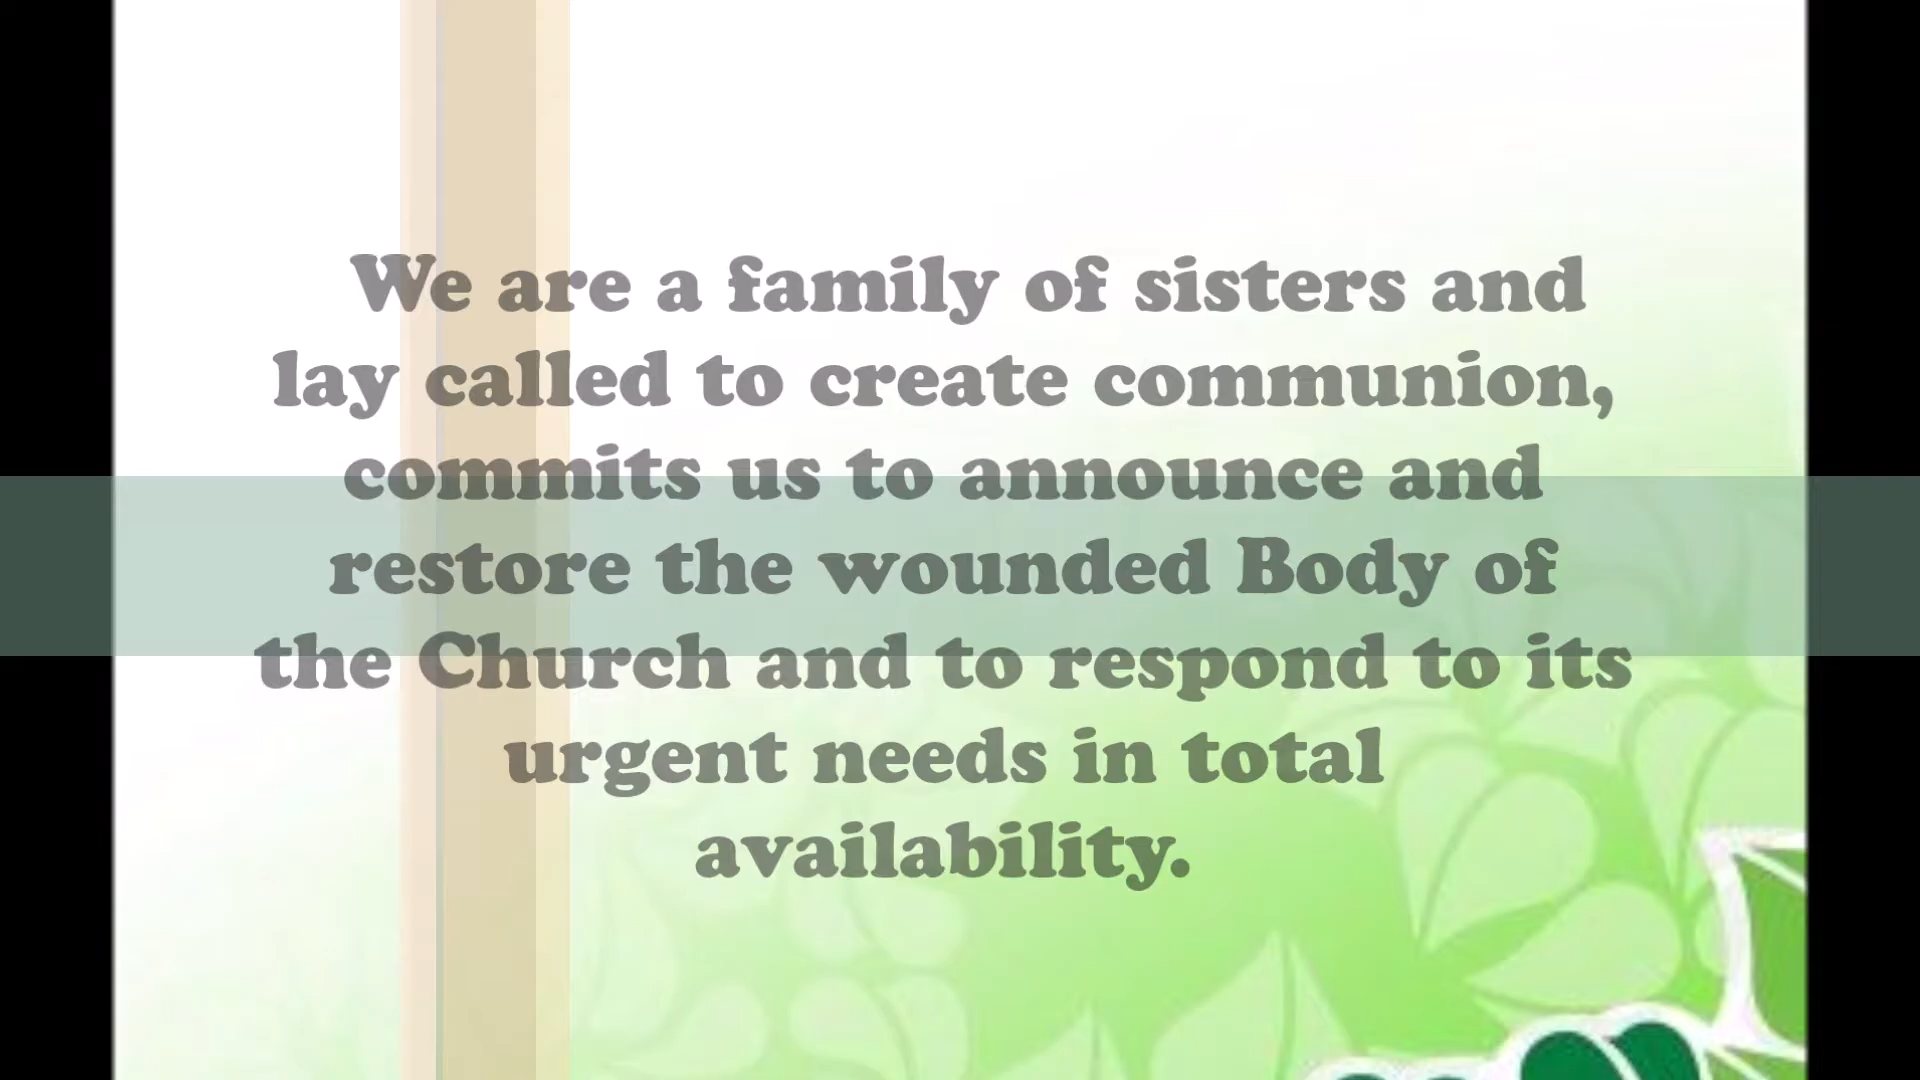 We are a family of sisters and
lay called to create communion,
commits us to announce and
restore the wounded Body of
the Church and to respond to its
urgent needs in total
availability.